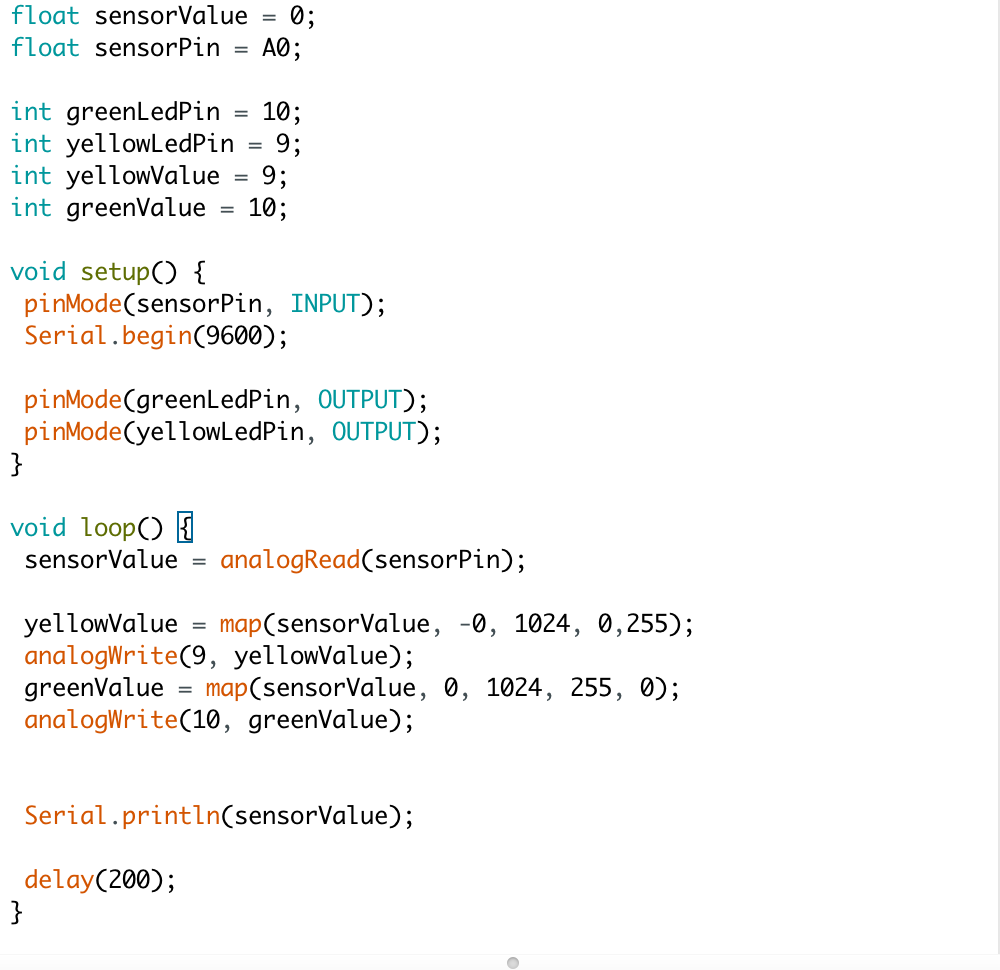 float sensorValue = 0;
float sensorPin = A0;
int greenLedPin = 10;
int yellowLedPin = 9;
int yellowValue = 9;
int greenValue = 10;
void setup() {
pinMode(sensorPin, INPUT);
Serial.begin(9600);
pinMode(greenLedPin, OUTPUT);
pinMode(yellowLedPin, OUTPUT);
}
void loop() {
sensorValue = analogRead(sensorPin);
yellowValue = map(sensorValue, -0, 1024, 0,255);
analogWrite(9, yellowValue);
greenValue = map(sensorValue, 0, 1024, 255, 0);
analogWrite(10, greenValue);
Serial.println(sensorValue);
delay(200);
}